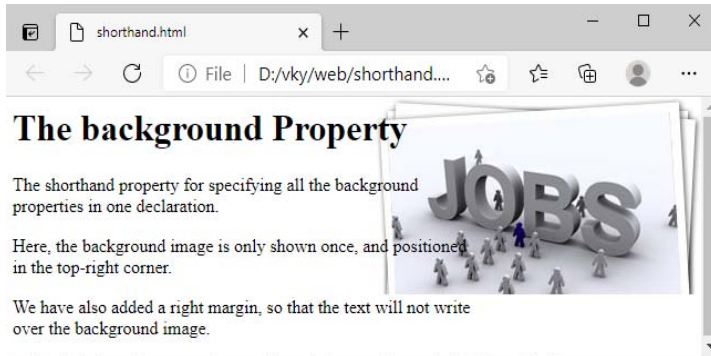 shorthand.html
File | D:/vky/web/shorthand....
The background Property
JOBS
The shorthand property for specifying all the background
properties in one declaration.
Here, the background image is only shown once, and positioned
in the top-right corner.
We have also added a right margin, so that the text will not write
over the background image.